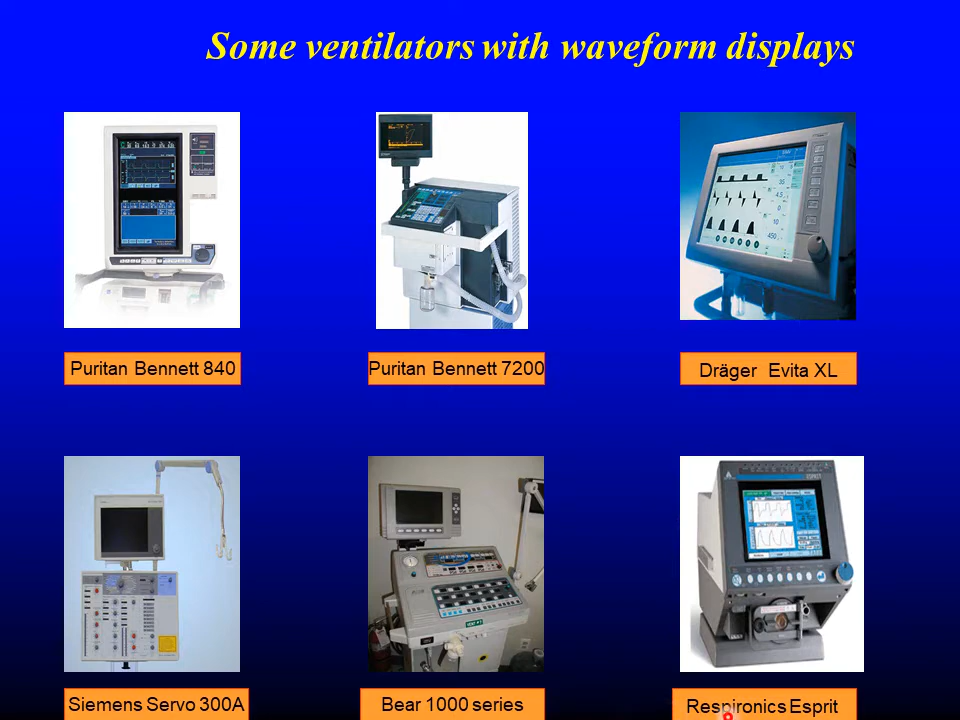 Some ventilators with waveform displays
Puritan Bennett 840
Puritan Bennett 7200
Dräger Evita XL
Siemens Servo 300A
Bear 1000 series
Respironics Esprit